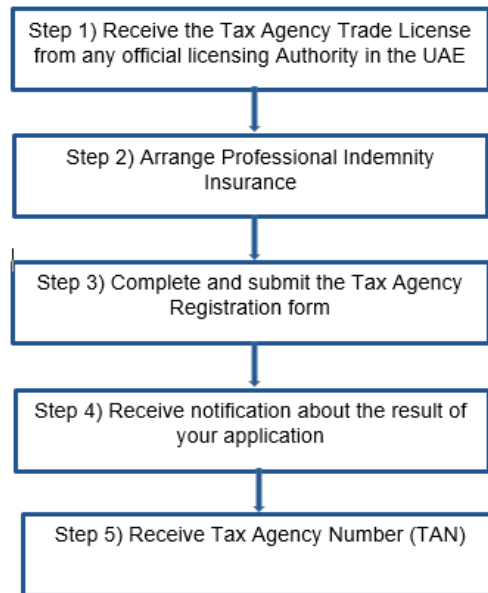 Step 1) Receive the Tax Agency Trade License
from any official licensing Authority in the UAE
Step 2) Arrange Professional Indemnity
Insurance
Step 3) Complete and submit the Tax Agency
Registration form
Step 4) Receive notification about the result of
your application
Step 5) Receive Tax Agency Number (TAN)